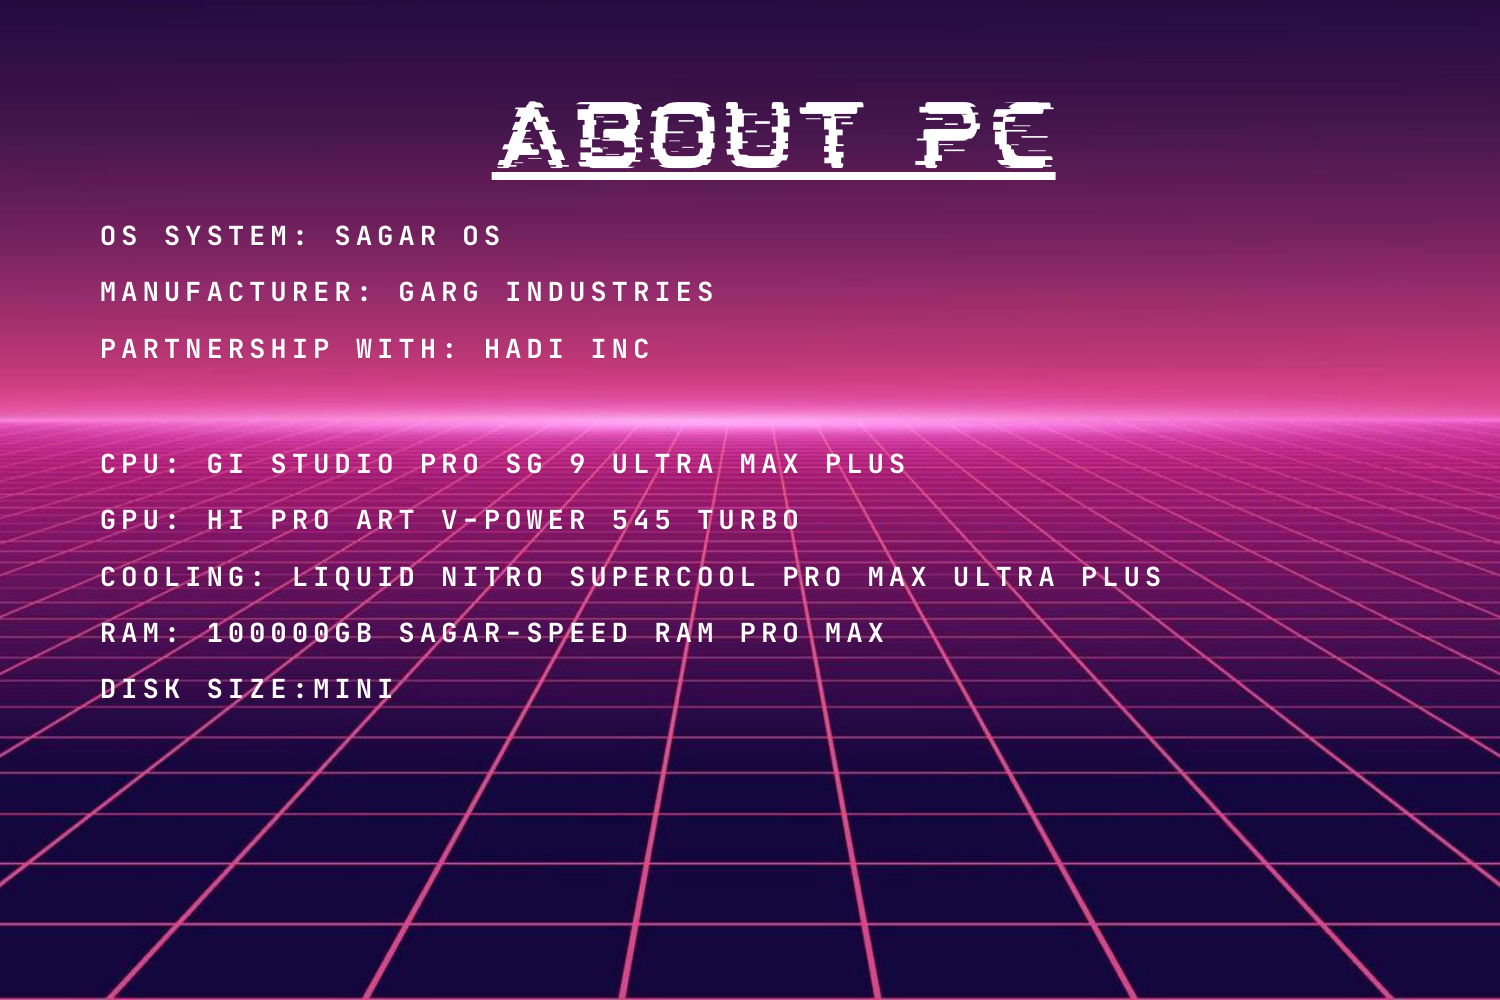 ABOUT PC
OS SYSTEM: SAGAR OS
MANUFACTURER: GARG INDUSTRIES
PARTNERSHIP WITH: HADI INC
CPU: GI STUDIO PRO SG 9 ULTRA MAX PLUS
GPU: HI PRO ART V-POWER 545 TURBO
COOLING: LIQUID NITRO SUPERCOOL PRO MAX ULTRA PLUS
RAM: 100000GB SAGAR-SPEED RAM PRO MAX
DISK SIZE:MINI